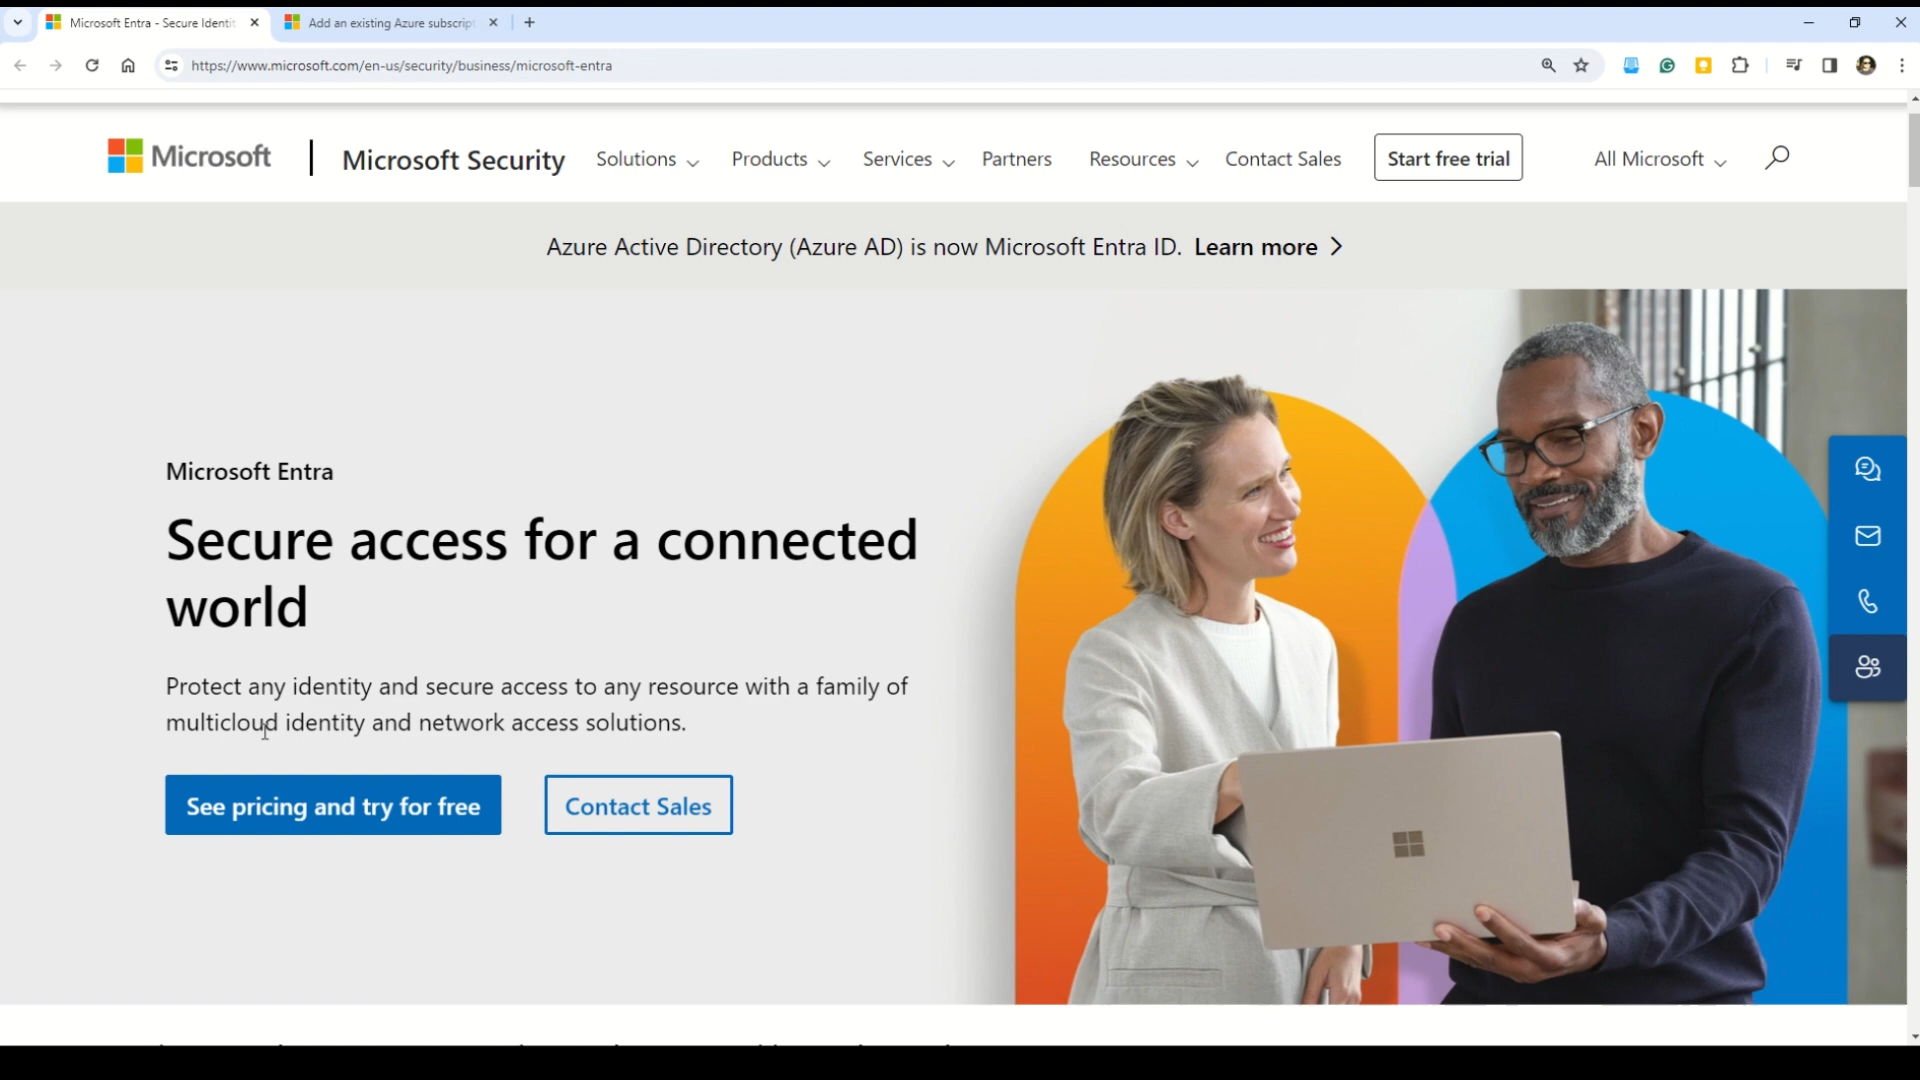 Microsoft Entra - Secure Identit
Add an existing Azure subscrip
https://www.microsoft.com/en-us/security/business/microsoft-entra
Microsoft
Microsoft Security
Solutions
Products
Services
Partners
Resources
Contact Sales
Start free trial
All Microsoft
Azure Active Directory (Azure AD) is now Microsoft Entra ID. Learn more
Microsoft Entra
Secure access for a connected
world
Protect any identity and secure access to any resource with a family of
multicloud identity and network access solutions.
See pricing and try for free
Contact Sales